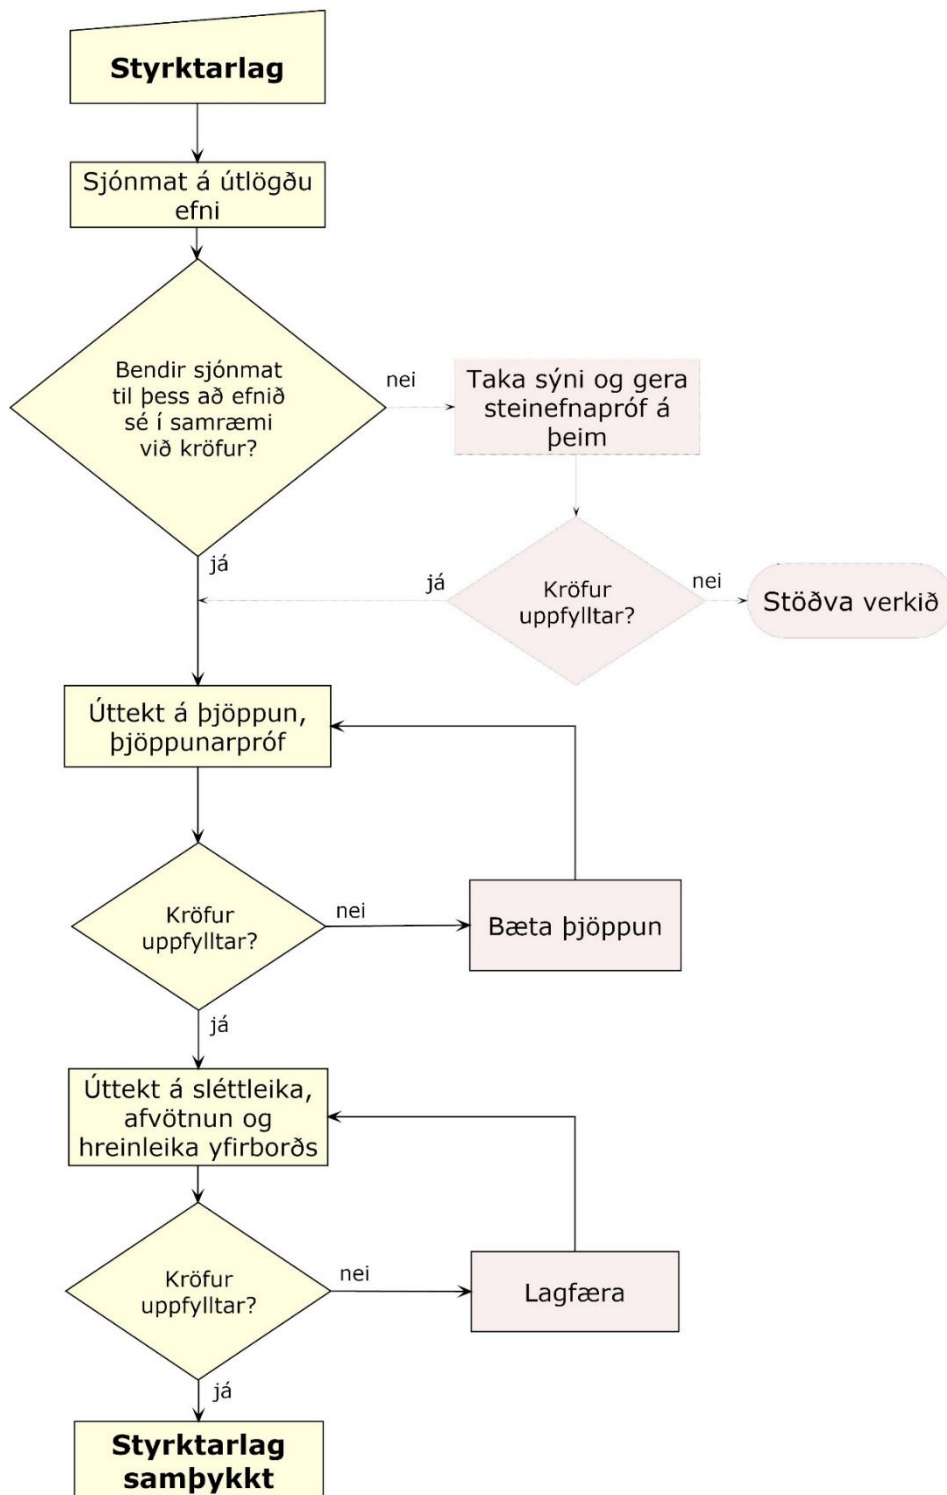 Styrktarlag
Sjónmat á útlögðu
efni
Bendir sjónmat
til þess að efnið
sé í samræmi
við kröfur?
nei
Taka sýni og gera
steinefnapróf á
þeim
já
já
Kröfur
uppfylltar?
nei
Stöðva verkið
Úttekt á þjöppun,
þjöppunarpróf
Kröfur
uppfylltar?
nei
Bæta þjöppun
já
Úttekt á sléttleika,
afvötnun og
hreinleika yfirborðs
Kröfur
uppfylltar?
nei
Lagfæra
já
Styrktarlag
samþykkt